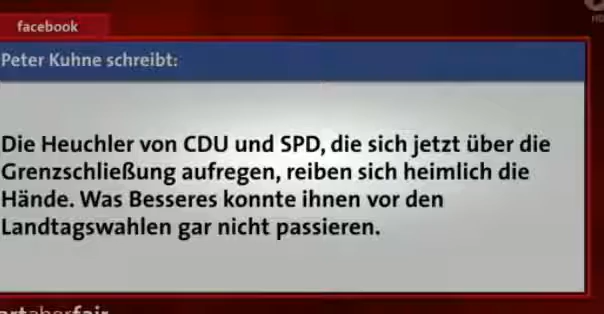 facebook
Peter Kuhne schreibt:
Die Heuchler von CDU und SPD, die sich jetzt über die
Grenzschließung aufregen, reiben sich heimlich die
Hände. Was Besseres konnte ihnen vor den
Landtagswahlen gar nicht passieren.